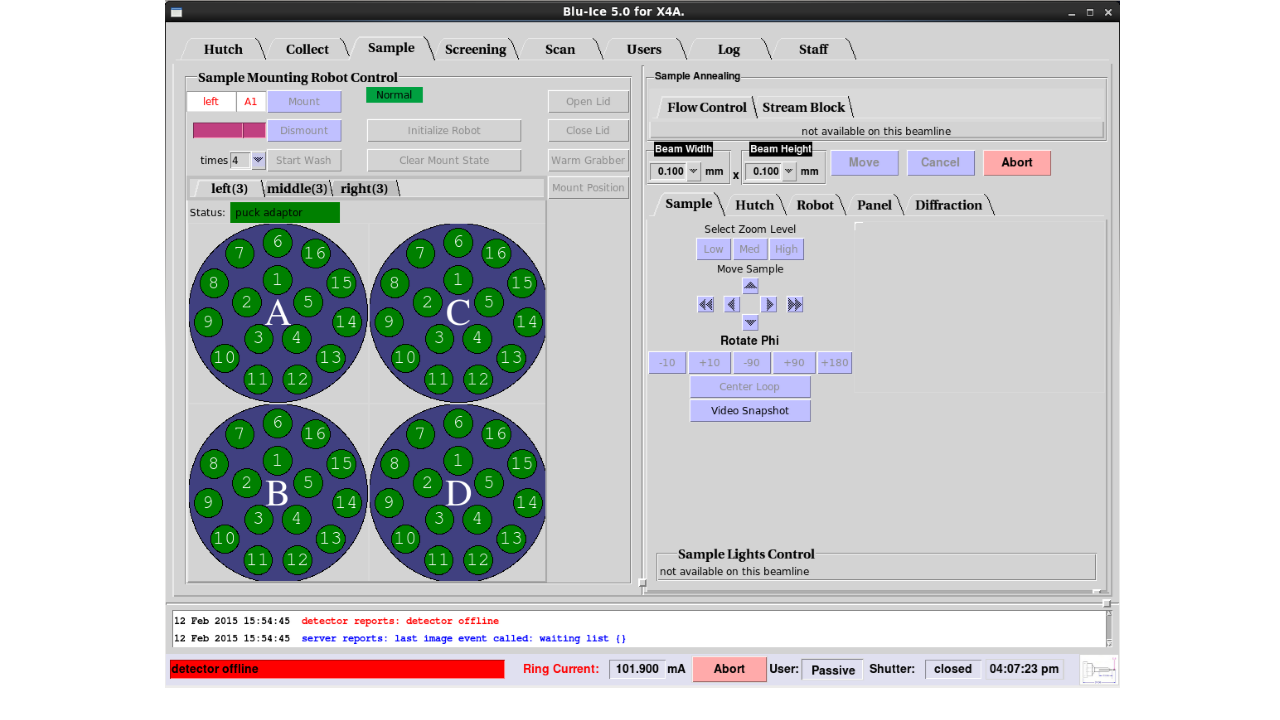 Blu-Ice 5.0 for X4A.
Hutch Collect Sample Screening Scan Users Log Staff
Sample Mounting Robot Control
left A1 Mount Normal Open Lid
Dismount Initialize Robot Close Lid
times 4 Start Wash Clear Mount State Warm Grabber
left(3) middle(3) right(3) Mount Position
Status: puck adaptor
6
7 16
1
8 15
2 5
A
9 14
3 4
10 13
11 12
6
7 16
1
8 15
2 5
C
9 14
3 4
10 13
11 12
6
7 16
1
8 15
2 5
B
9 14
3 4
10 13
11 12
6
7 16
1
8 15
2 5
D
9 14
3 4
10 13
11 12
Sample Annealing
Flow Control Stream Block
not available on this beamline
Beam Width Beam Height
0.100 mm x 0.100 mm Move Cancel Abort
Sample Hutch Robot Panel Diffraction
Select Zoom Level
Low Med High
Move Sample
Rotate Phi
-10 +10 -90 +90 +180
Center Loop
Video Snapshot
Sample Lights Control
not available on this beamline
12 Feb 2015 15:54:45 detector reports: detector offline
12 Feb 2015 15:54:45 server reports: last image event called: waiting list {}
detector offline Ring Current: 101.900 mA Abort User: Passive Shutter: closed 04:07:23 pm